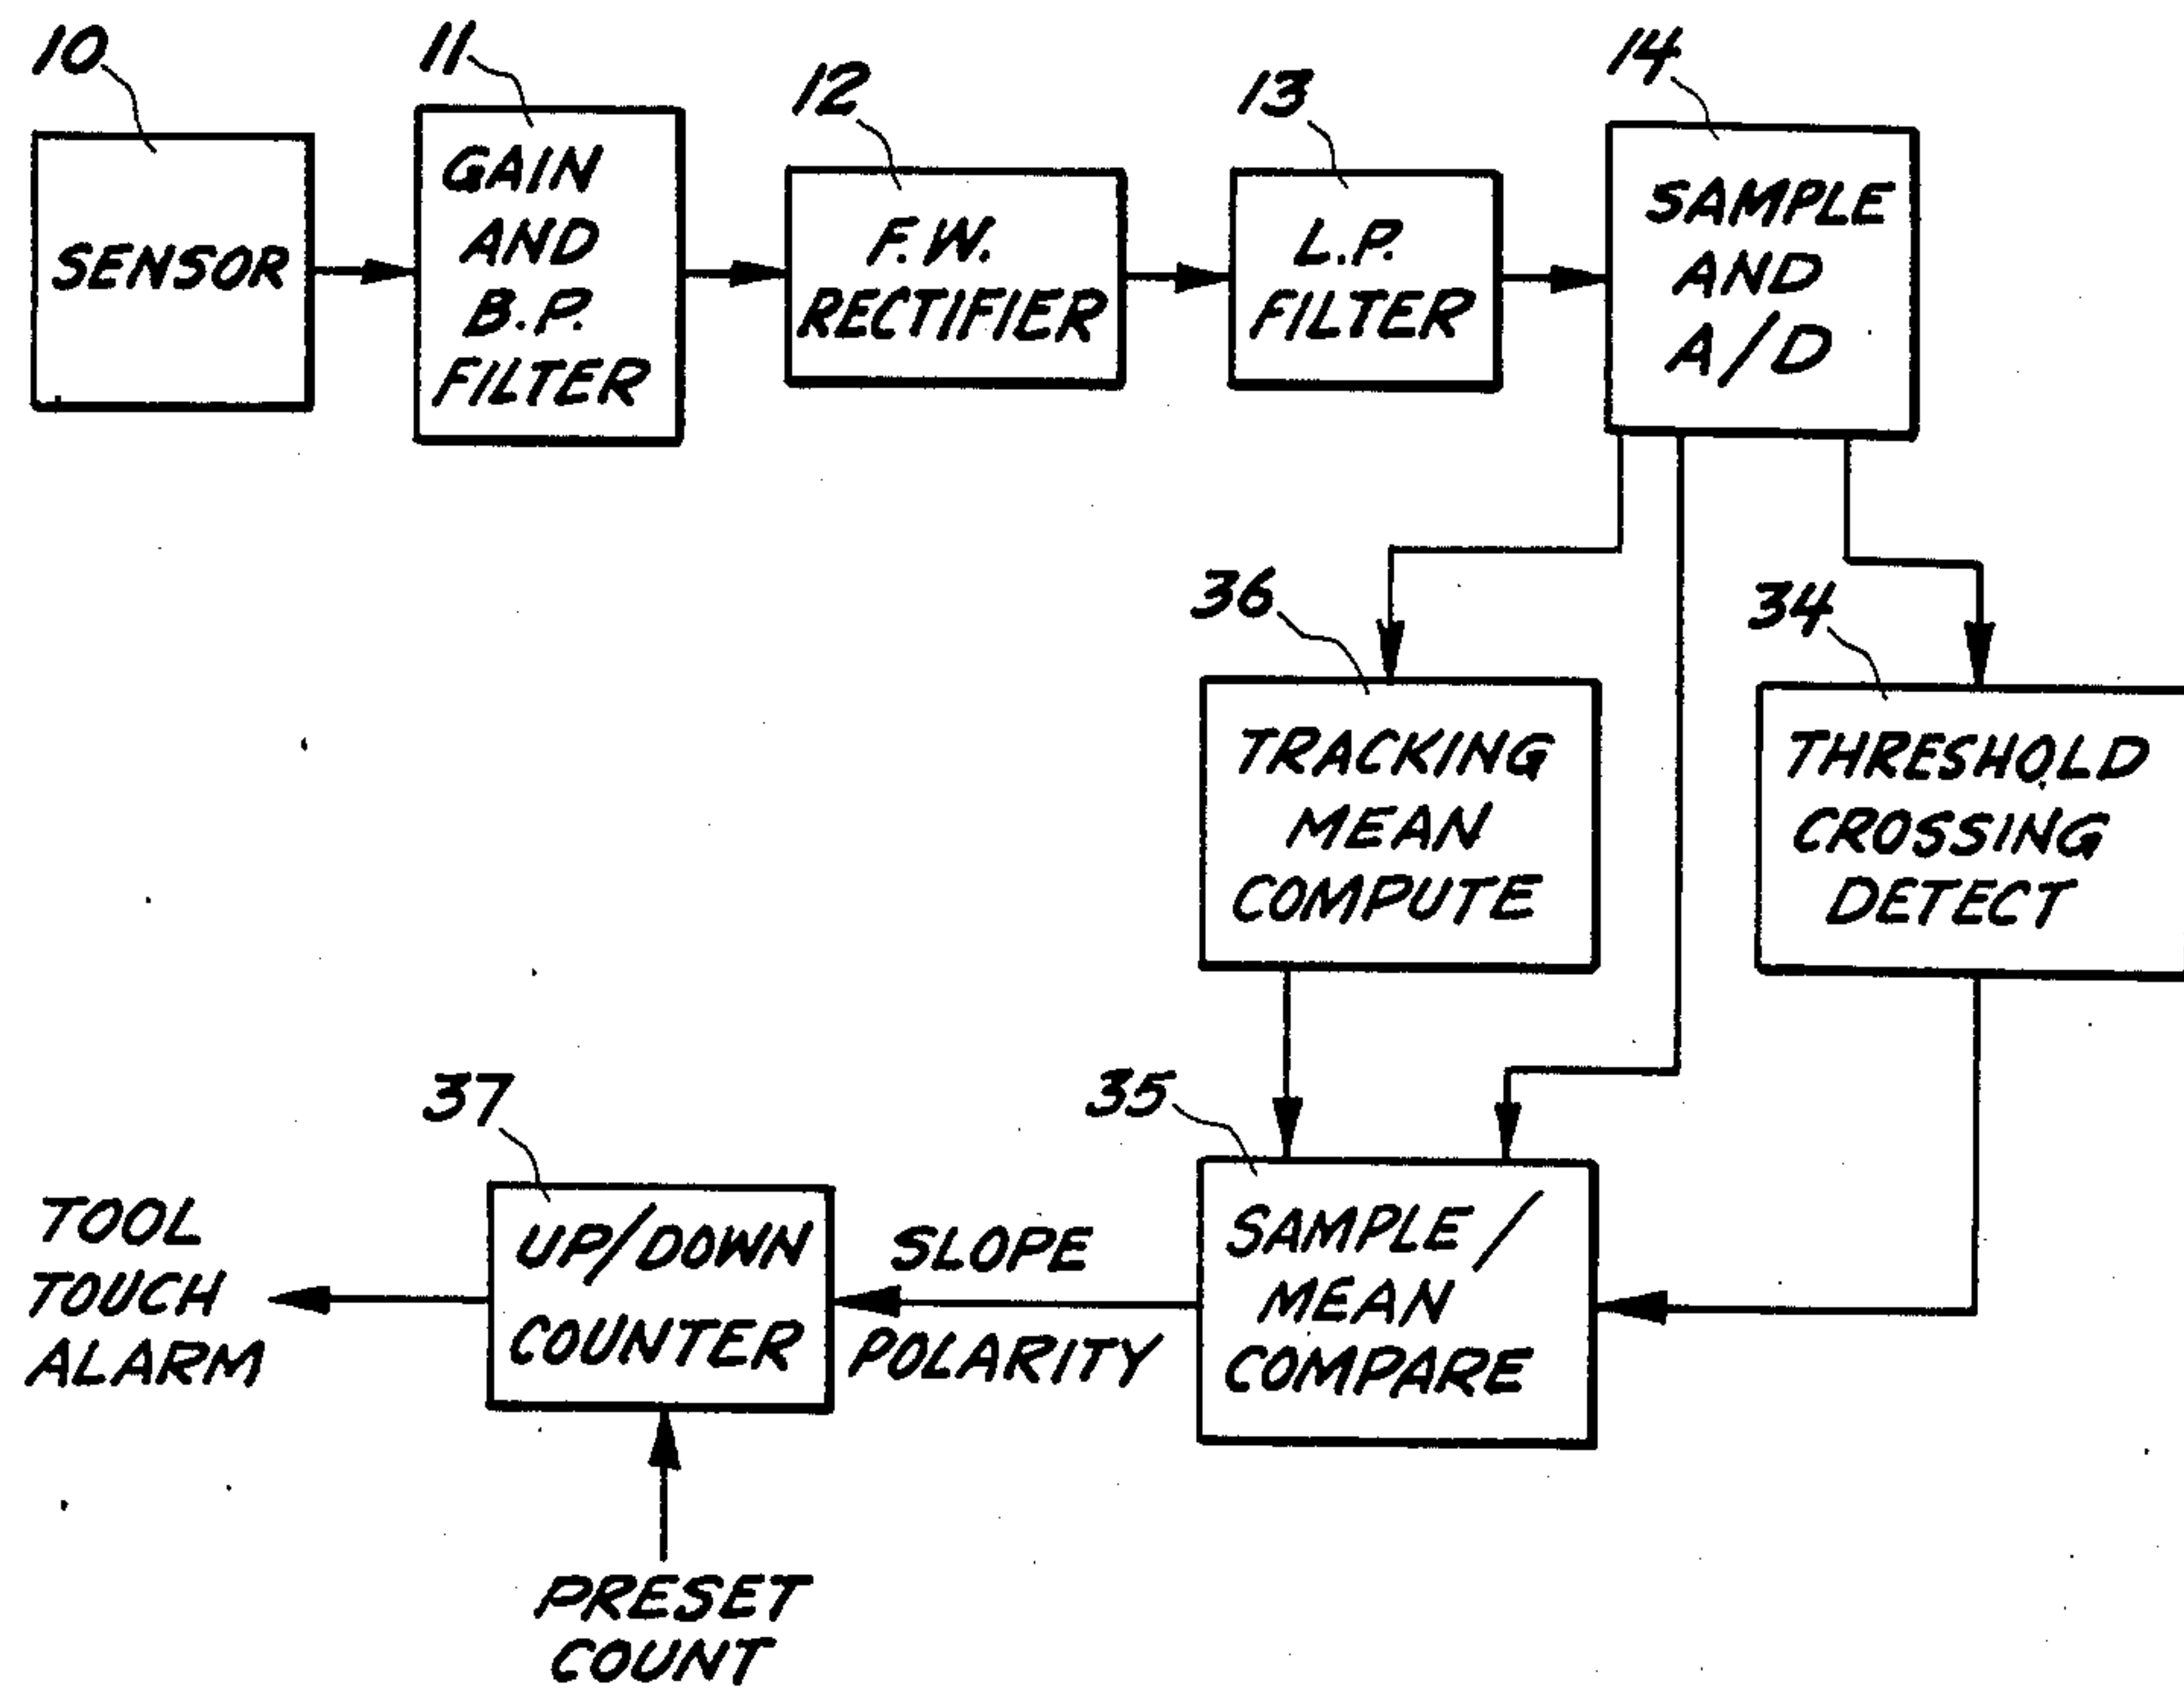 10
SENSOR
11
GAIN
AND
B.P.
FILTER
12
F.W.
RECTIFIER
13
L.P.
FILTER
14
SAMPLE
AND
A/D
36
TRACKING
MEAN
COMPUTE
34
THRESHOLD
CROSSING
DETECT
35
SAMPLE/
MEAN
COMPARE
SLOPE
POLARITY
37
UP/DOWN
COUNTER
TOOL
TOUCH
ALARM
PRESET
COUNT